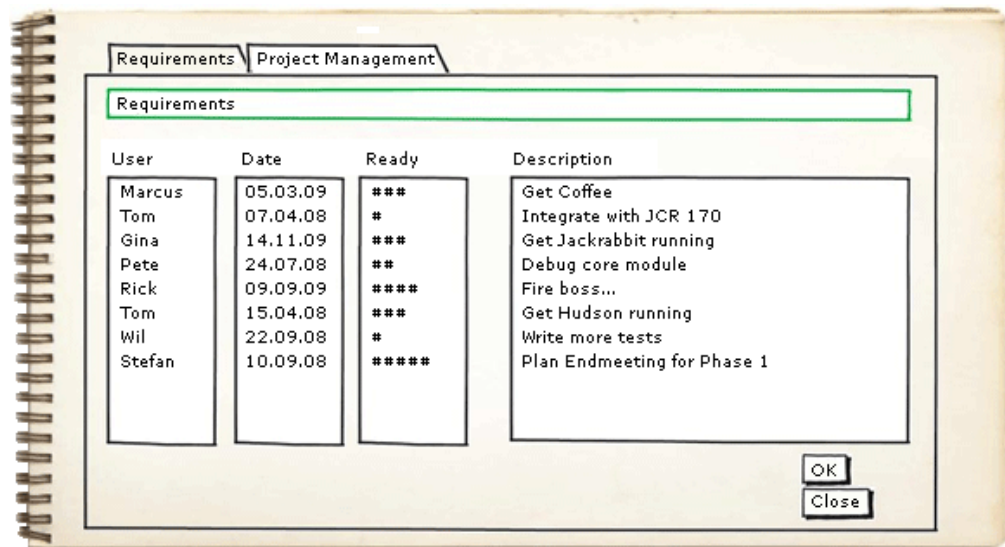 Requirements Project Management
Requirements
User Date Ready Description
Marcus 05.03.09 ### Get Coffee
Tom 07.04.08 # Integrate with JCR 170
Gina 14.11.09 ### Get Jackrabbit running
Pete 24.07.08 ## Debug core module
Rick 09.09.09 #### Fire boss...
Tom 15.04.08 ### Get Hudson running
Wil 22.09.08 # Write more tests
Stefan 10.09.08 ##### Plan Endmeeting for Phase 1
OK
Close